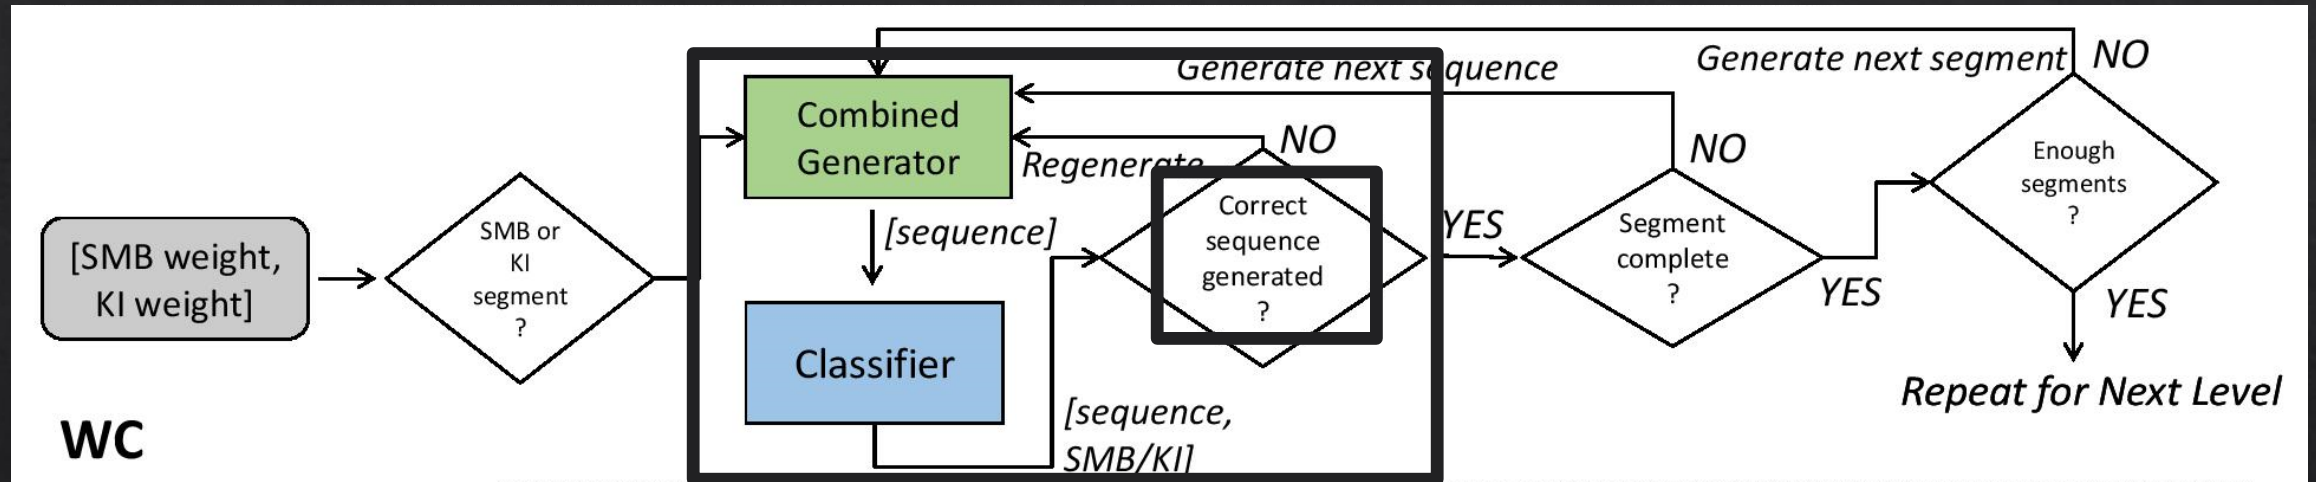 [SMB weight,
KI weight]
SMB or
KI
segment
?
Combined
Generator
[sequence]
Classifier
[sequence,
SMB/KI]
Correct
sequence
generated
?
NO
Regenerate
YES
Segment
complete
?
NO
Generate next sequence
YES
Enough
segments
?
NO
Generate next segment
YES
Repeat for Next Level
WC